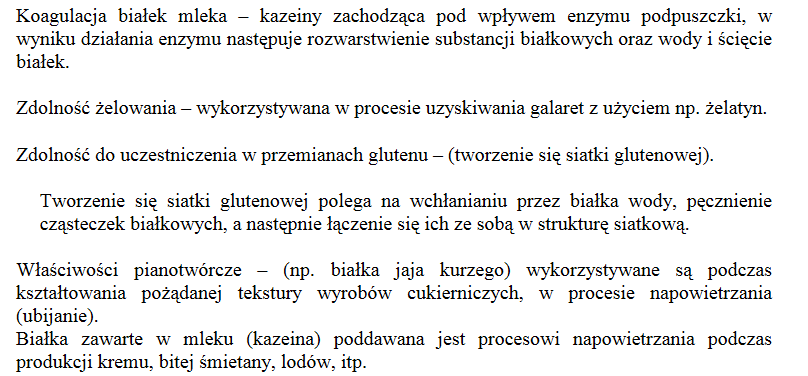 Koagulacja białek mleka – kazeiny zachodząca pod wpływem enzymu podpuszczki, w
wyniku działania enzymu następuje rozwarstwienie substancji białkowych oraz wody i ścięcie
białek.
Zdolność żelowania – wykorzystywana w procesie uzyskiwania galaret z użyciem np. żelatyn.
Zdolność do uczestniczenia w przemianach glutenu – (tworzenie się siatki glutenowej).
Tworzenie się siatki glutenowej polega na wchłanianiu przez białka wody, pęcznienie
cząsteczek białkowych, a następnie łączenie się ich ze sobą w strukturę siatkową.
Właściwości pianotwórcze – (np. białka jaja kurzego) wykorzystywane są podczas
kształtowania pożądanej tekstury wyrobów cukierniczych, w procesie napowietrzania
(ubijanie).
Białka zawarte w mleku (kazeina) poddawana jest procesowi napowietrzania podczas
produkcji kremu, bitej śmietany, lodów, itp.